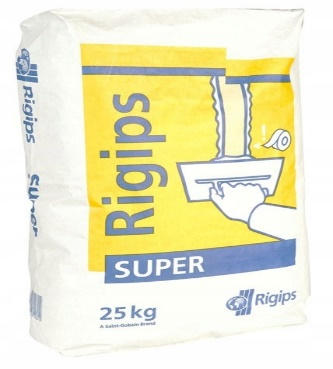 Rigips
SUPER
25 kg
A Saint-Gobain Brand
Rigips
Rigips
super